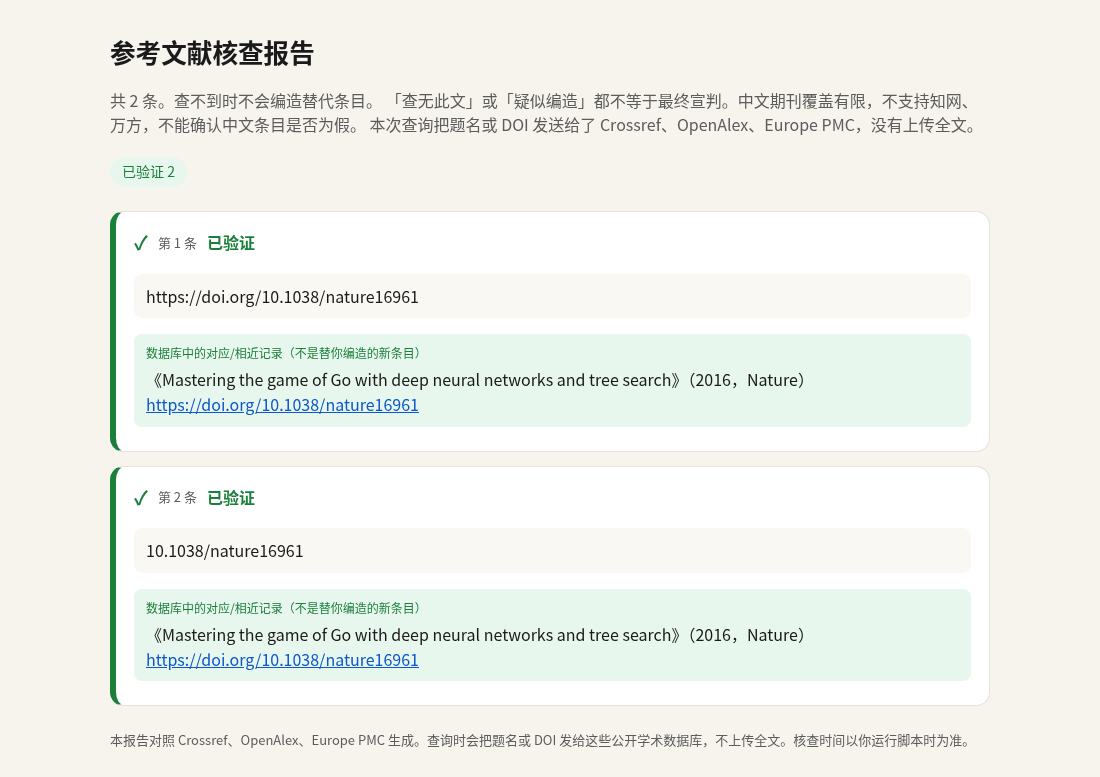 参考文献核查报告
共 2 条。查不到时不会编造替代条目。 「查无此文」或「疑似编造」都不等于最终宣判。中文期刊覆盖有限，不支持知网、
万方，不能确认中文条目是否为假。 本次查询把题名或 DOI 发送给了 Crossref、OpenAlex、Europe PMC，没有上传全文。
已验证 2
✓ 第 1 条 已验证
https://doi.org/10.1038/nature16961
数据库中的对应/相近记录（不是替你编造的新条目）
《Mastering the game of Go with deep neural networks and tree search》（2016，Nature）
https://doi.org/10.1038/nature16961
✓ 第 2 条 已验证
10.1038/nature16961
数据库中的对应/相近记录（不是替你编造的新条目）
《Mastering the game of Go with deep neural networks and tree search》（2016，Nature）
https://doi.org/10.1038/nature16961
本报告对照 Crossref、OpenAlex、Europe PMC 生成。查询时会把题名或 DOI 发给这些公开学术数据库，不上传全文。核查时间以你运行脚本时为准。